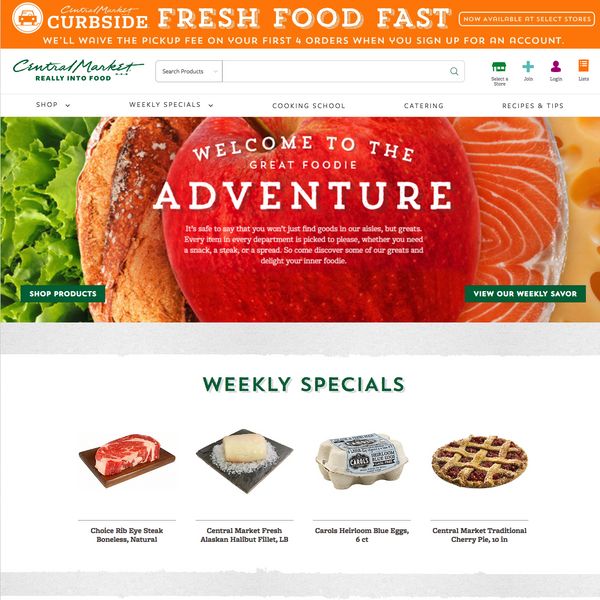 Central Market
CURBSIDE
FRESH FOOD FAST
NOW AVAILABLE AT SELECT STORES
WE'LL WAIVE THE PICKUP FEE ON YOUR FIRST 4 ORDERS WHEN YOU SIGN UP FOR AN ACCOUNT.
Central Market
REALLY INTO FOOD
Search Products
Select a Store
Join
Login
Lists
SHOP
WEEKLY SPECIALS
COOKING SCHOOL
CATERING
RECIPES & TIPS
WELCOME TO THE
GREAT FOODIE
ADVENTURE
It's safe to say that you won't just find goods in our aisles, but greats.
Every item in every department is picked to please, whether you need
a snack, a steak, or a spread. So come discover some of our greats and
delight your inner foodie.
SHOP PRODUCTS
VIEW OUR WEEKLY SAVOR
WEEKLY SPECIALS
CAROLS
HEIRLOOM
BLUE EGGS
Choice Rib Eye Steak
Boneless, Natural
Central Market Fresh
Alaskan Halibut Fillet, LB
Carols Heirloom Blue Eggs,
6 ct
Central Market Traditional
Cherry Pie, 10 in